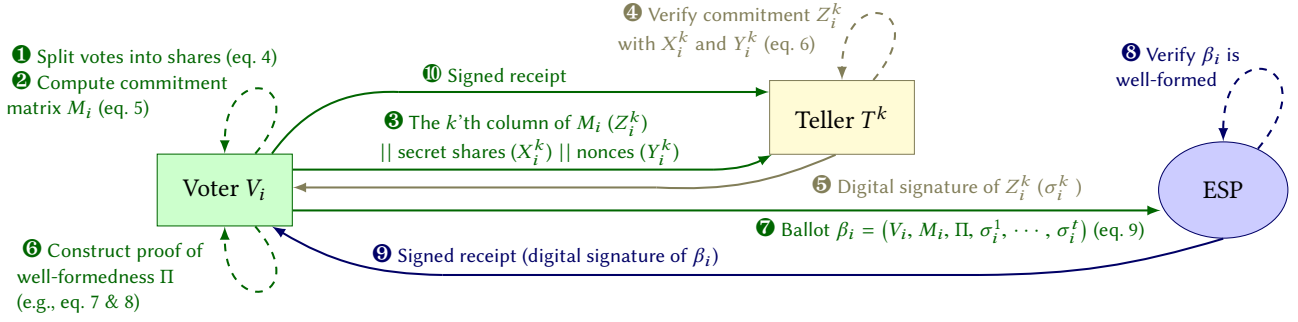 ❶ Split votes into shares (eq. 4)
❷ Compute commitment
matrix M_i (eq. 5)
❿ Signed receipt
❸ The k'th column of M_i (Z_i^k)
|| secret shares (X_i^k) || nonces (Y_i^k)
❹ Verify commitment Z_i^k
with X_i^k and Y_i^k (eq. 6)
Teller T^k
❽ Verify β_i is
well-formed
Voter V_i
ESP
❺ Digital signature of Z_i^k (σ_i^k )
❼ Ballot β_i = (V_i, M_i, Π, σ_i^1, ⋯ , σ_i^t) (eq. 9)
❻ Construct proof of
well-formedness Π
(e.g., eq. 7 & 8)
❾ Signed receipt (digital signature of β_i)